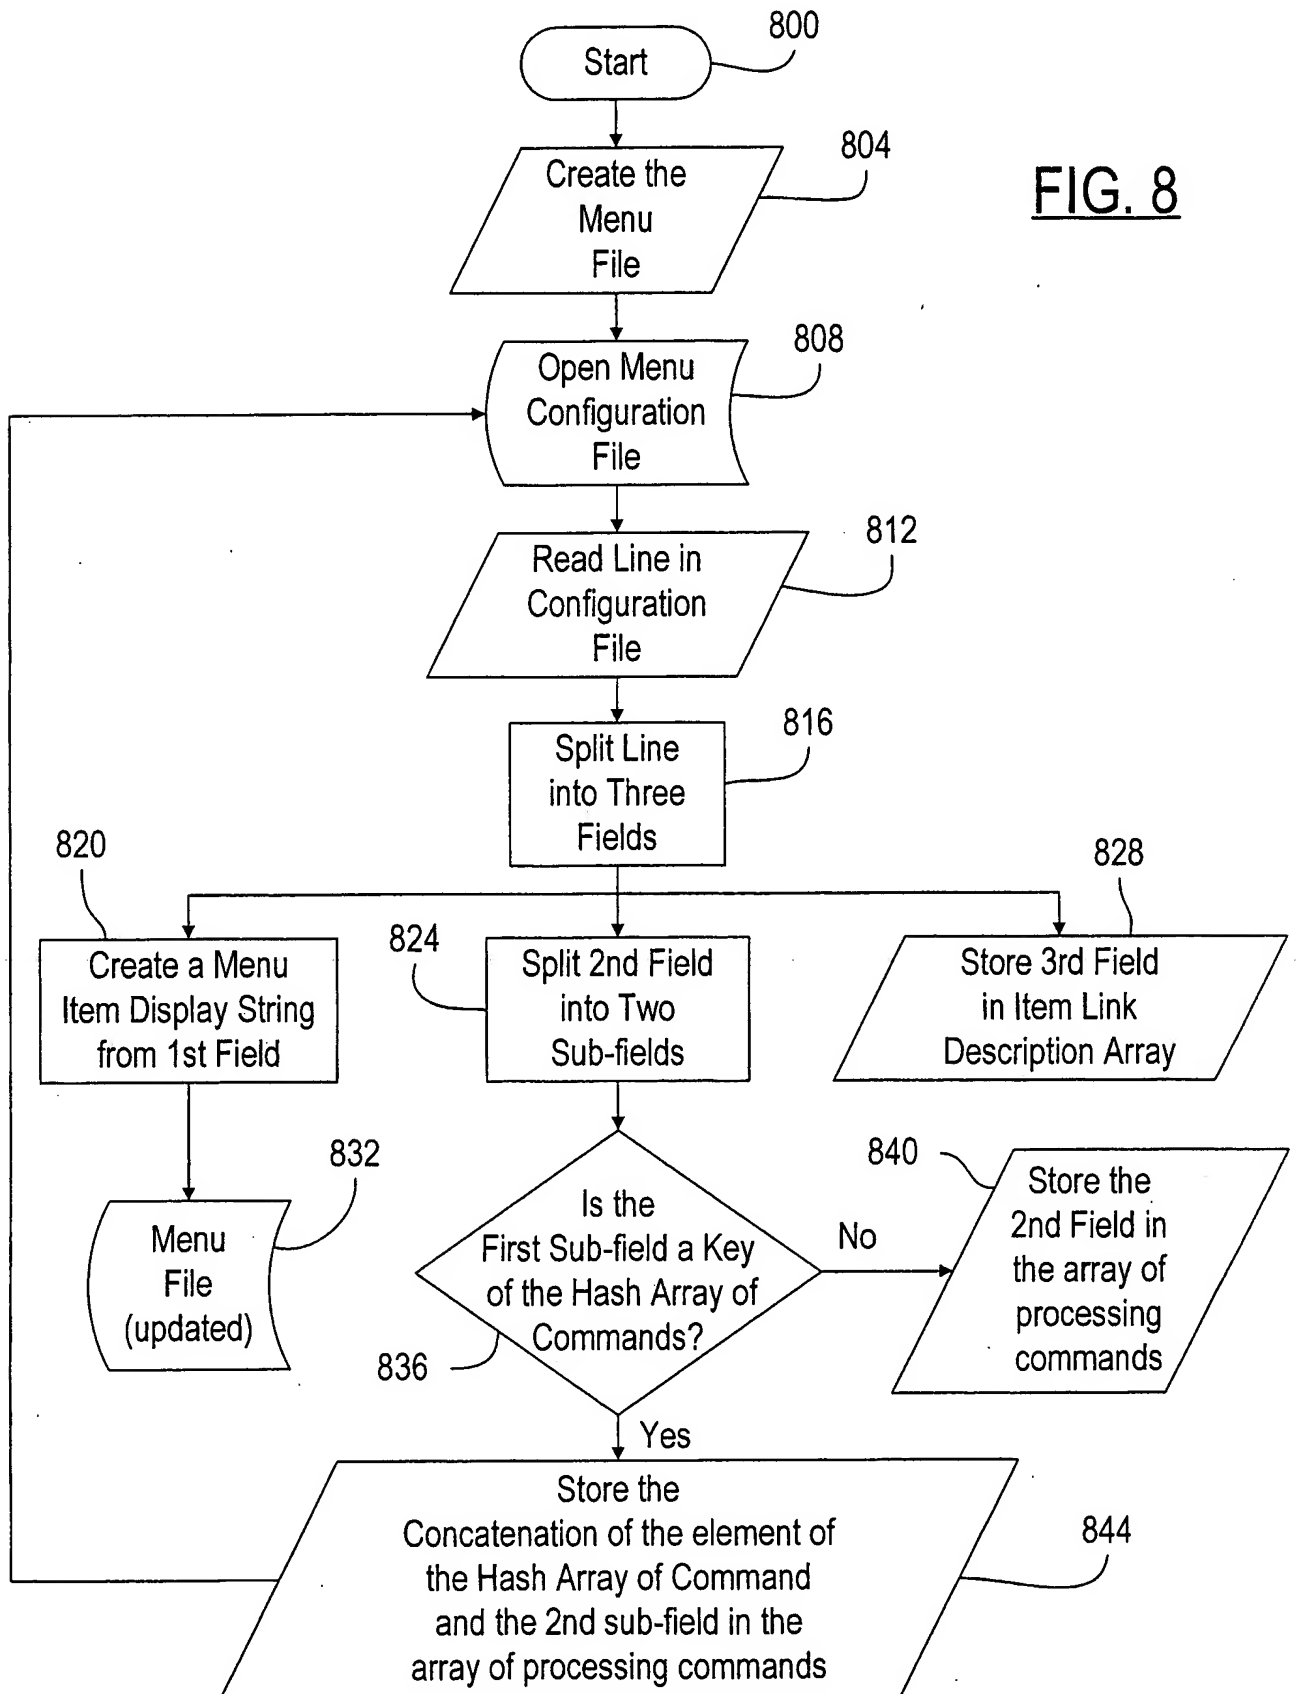 800
Start
804
Create the
Menu
File
FIG. 8
808
Open Menu
Configuration
File
812
Read Line in
Configuration
File
816
Split Line
into Three
Fields
820
Create a Menu
Item Display String
from 1st Field
824
Split 2nd Field
into Two
Sub-fields
828
Store 3rd Field
in Item Link
Description Array
832
Menu
File
(updated)
Is the
First Sub-field a Key
of the Hash Array of
Commands?
836
No
840
Store the
2nd Field in
the array of
processing
commands
Yes
Store the
Concatenation of the element of
the Hash Array of Command
and the 2nd sub-field in the
array of processing commands
844